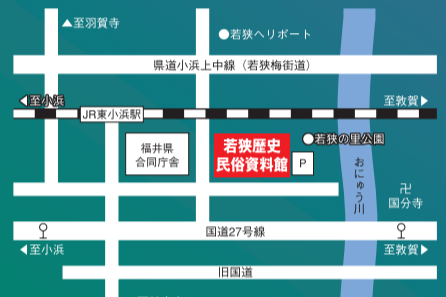 ▲至羽賀寺
●若狭ヘリポート
県道小浜上中線（若狭梅街道）
◀至小浜
至敦賀▶
JR東小浜駅
福井県
合同庁舎
若狭歴史
民俗資料館
P
●若狭の里公園
おにゅう川
卍
国分寺
国道27号線
◀至小浜
至敦賀▶
旧国道